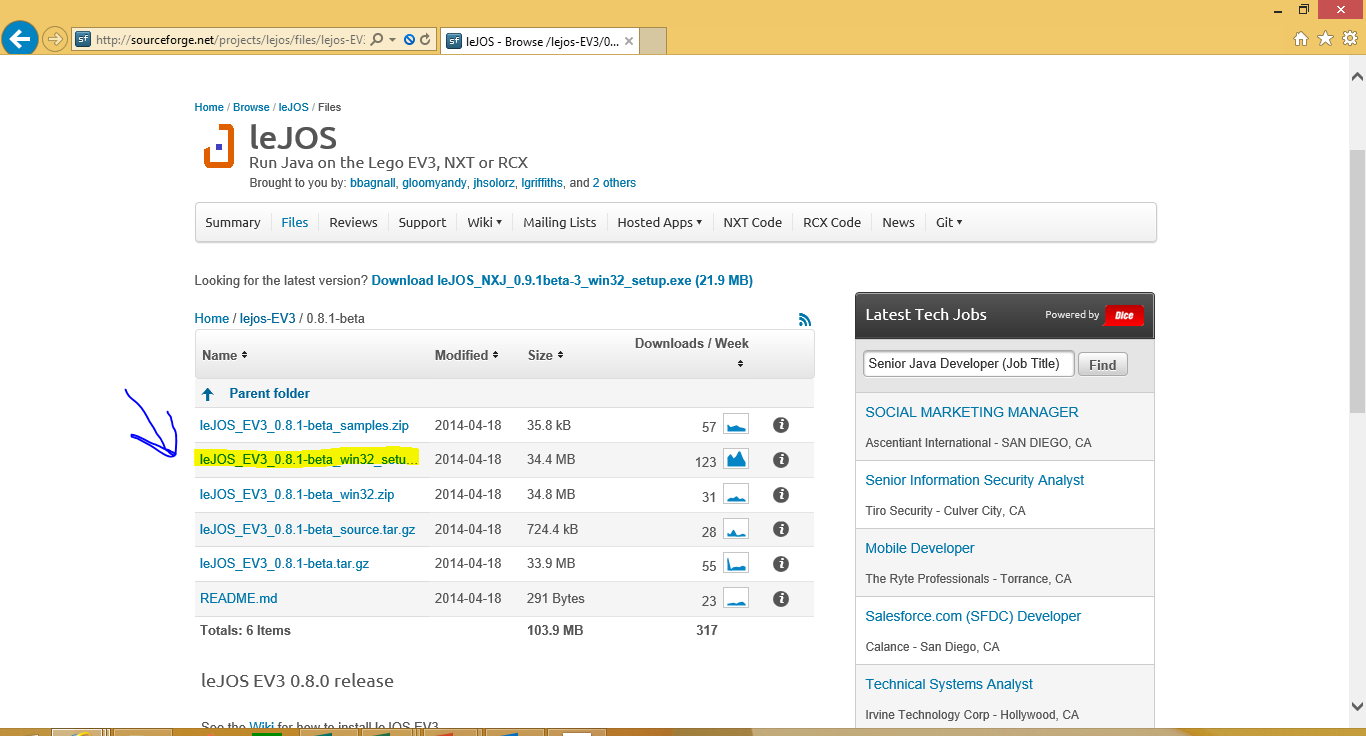 http://sourceforge.net/projects/lejos/files/lejos-EV
leJOS - Browse /lejos-EV3/0...
Home / Browse / leJOS / Files
leJOS
Run Java on the Lego EV3, NXT or RCX
Brought to you by: bbagnall, gloomyandy, jhsolorz, lgriffiths, and 2 others
Summary Files Reviews Support Wiki Mailing Lists Hosted Apps NXT Code RCX Code News Git
Looking for the latest version? Download leJOS_NXJ_0.9.1beta-3_win32_setup.exe (21.9 MB)
Home / lejos-EV3 / 0.8.1-beta
Name Modified Size Downloads / Week
Parent folder
leJOS_EV3_0.8.1-beta_samples.zip 2014-04-18 35.8 kB 57
leJOS_EV3_0.8.1-beta_win32_setu... 2014-04-18 34.4 MB 123
leJOS_EV3_0.8.1-beta_win32.zip 2014-04-18 34.8 MB 31
leJOS_EV3_0.8.1-beta_source.tar.gz 2014-04-18 724.4 kB 28
leJOS_EV3_0.8.1-beta.tar.gz 2014-04-18 33.9 MB 55
README.md 2014-04-18 291 Bytes 23
Totals: 6 Items 103.9 MB 317
leJOS EV3 0.8.0 release
See the Wiki for how to install leJOS EV3
Latest Tech Jobs Powered by Dice
Senior Java Developer (Job Title) Find
SOCIAL MARKETING MANAGER
Ascentiant International - SAN DIEGO, CA
Senior Information Security Analyst
Tiro Security - Culver City, CA
Mobile Developer
The Ryte Professionals - Torrance, CA
Salesforce.com (SFDC) Developer
Calance - San Diego, CA
Technical Systems Analyst
Irvine Technology Corp - Hollywood, CA